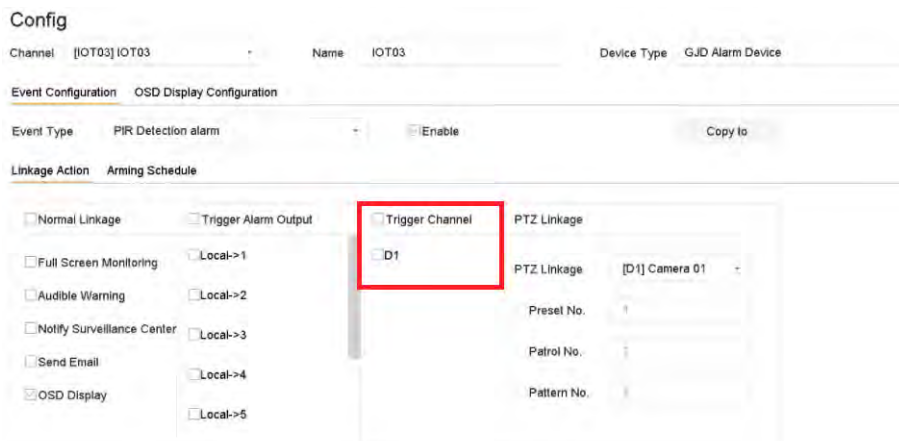 Config
Channel [IOT03] IOT03 Name IOT03 Device Type GJD Alarm Device
Event Configuration OSD Display Configuration
Event Type PIR Detection alarm Enable Copy to
Linkage Action Arming Schedule
Normal Linkage Trigger Alarm Output Trigger Channel PTZ Linkage
Full Screen Monitoring Local->1 D1 PTZ Linkage [D1] Camera 01
Audible Warning Local->2 Preset No.
Notify Surveillance Center Local->3
Send Email Local->4 Patrol No.
OSD Display Local->5 Pattern No.